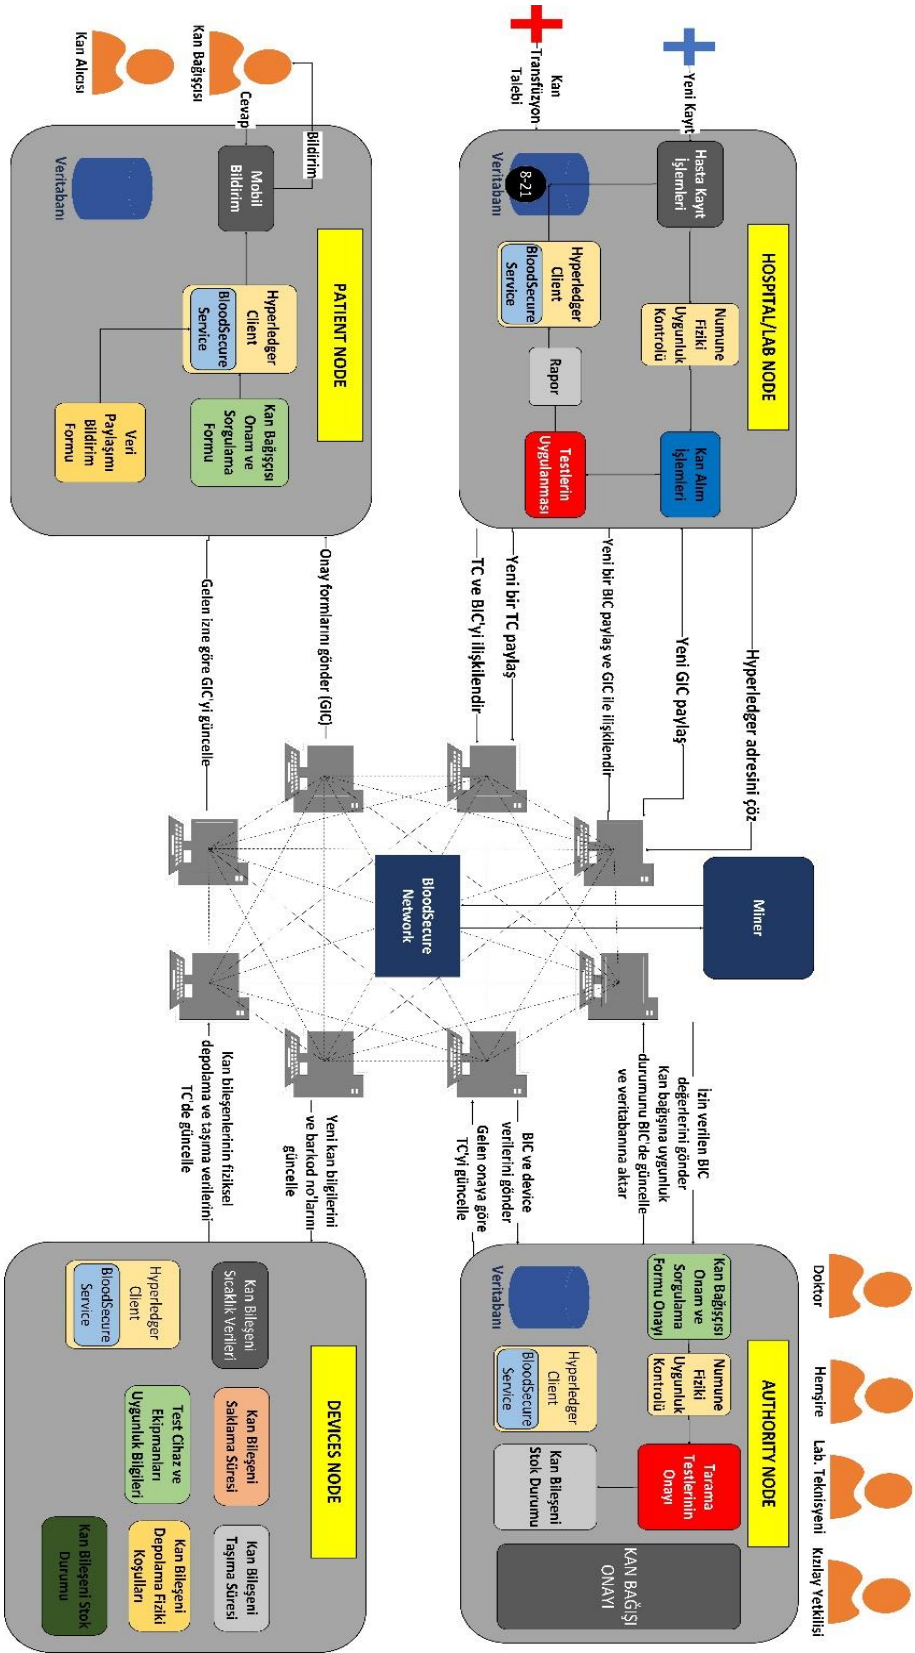 Yeni Kayıt
Kan
Transfüzyon
Talebi
HOSPITAL/LAB NODE
Hasta Kayıt
İşlemleri
Numune
Fiziki
Uygunluk
Kontrolü
Kan Alım
İşlemleri
8-21
Veritabanı
Hyperledger
Client
BloodSecure
Service
Rapor
Testlerin
Uygulanması
Hyperledger adresini çöz
Yeni GIC paylaş
Yeni bir BIC paylaş ve GIC ile ilişkilendir
Yeni bir TC paylaş
TC ve BIC'yi ilişkilendir
Miner
BloodSecure
Network
İzin verilen BIC
değerlerini gönder
Kan bağışına uygunluk
durumunu BIC'de güncelle
ve veritabanına aktar
BIC ve device
verilerini gönder
Gelen onaya göre
TC'yi güncelle
Doktor
Hemşire
Lab. Teknisyeni
Kızılay Yetkilisi
AUTHORITY NODE
Kan Bağışçısı
Onam ve
Sorgulama
Formu Onayı
Numune
Fiziki
Uygunluk
Kontrolü
Tarama
Testlerinin
Onayı
KAN BAĞIŞI
ONAYI
Veritabanı
Hyperledger
Client
BloodSecure
Service
Kan Bileşeni
Stok Durumu
Kan Bağışçısı
Kan Alıcısı
Bildirim
Cevap
PATIENT NODE
Mobil
Bildirim
Hyperledger
Client
BloodSecure
Service
Kan Bağışçısı
Onam ve
Sorgulama
Formu
Veritabanı
Veri
Paylaşımı
Bildirim
Formu
Onay formlarını gönder (GIC)
Gelen izne göre GIC'yi güncelle
Yeni kan bilgilerini
ve barkod no'larını
güncelle
Kan bileşenlerinin fiziksel
depolama ve taşıma verilerini
TC'de güncelle
DEVICES NODE
Kan Bileşeni
Sıcaklık Verileri
Kan Bileşeni
Saklama Süresi
Kan Bileşeni
Taşıma Süresi
Hyperledger
Client
BloodSecure
Service
Test Cihaz ve
Ekipmanları
Uygunluk Bilgileri
Kan Bileşeni
Depolama Fiziki
Koşulları
Kan Bileşeni Stok
Durumu